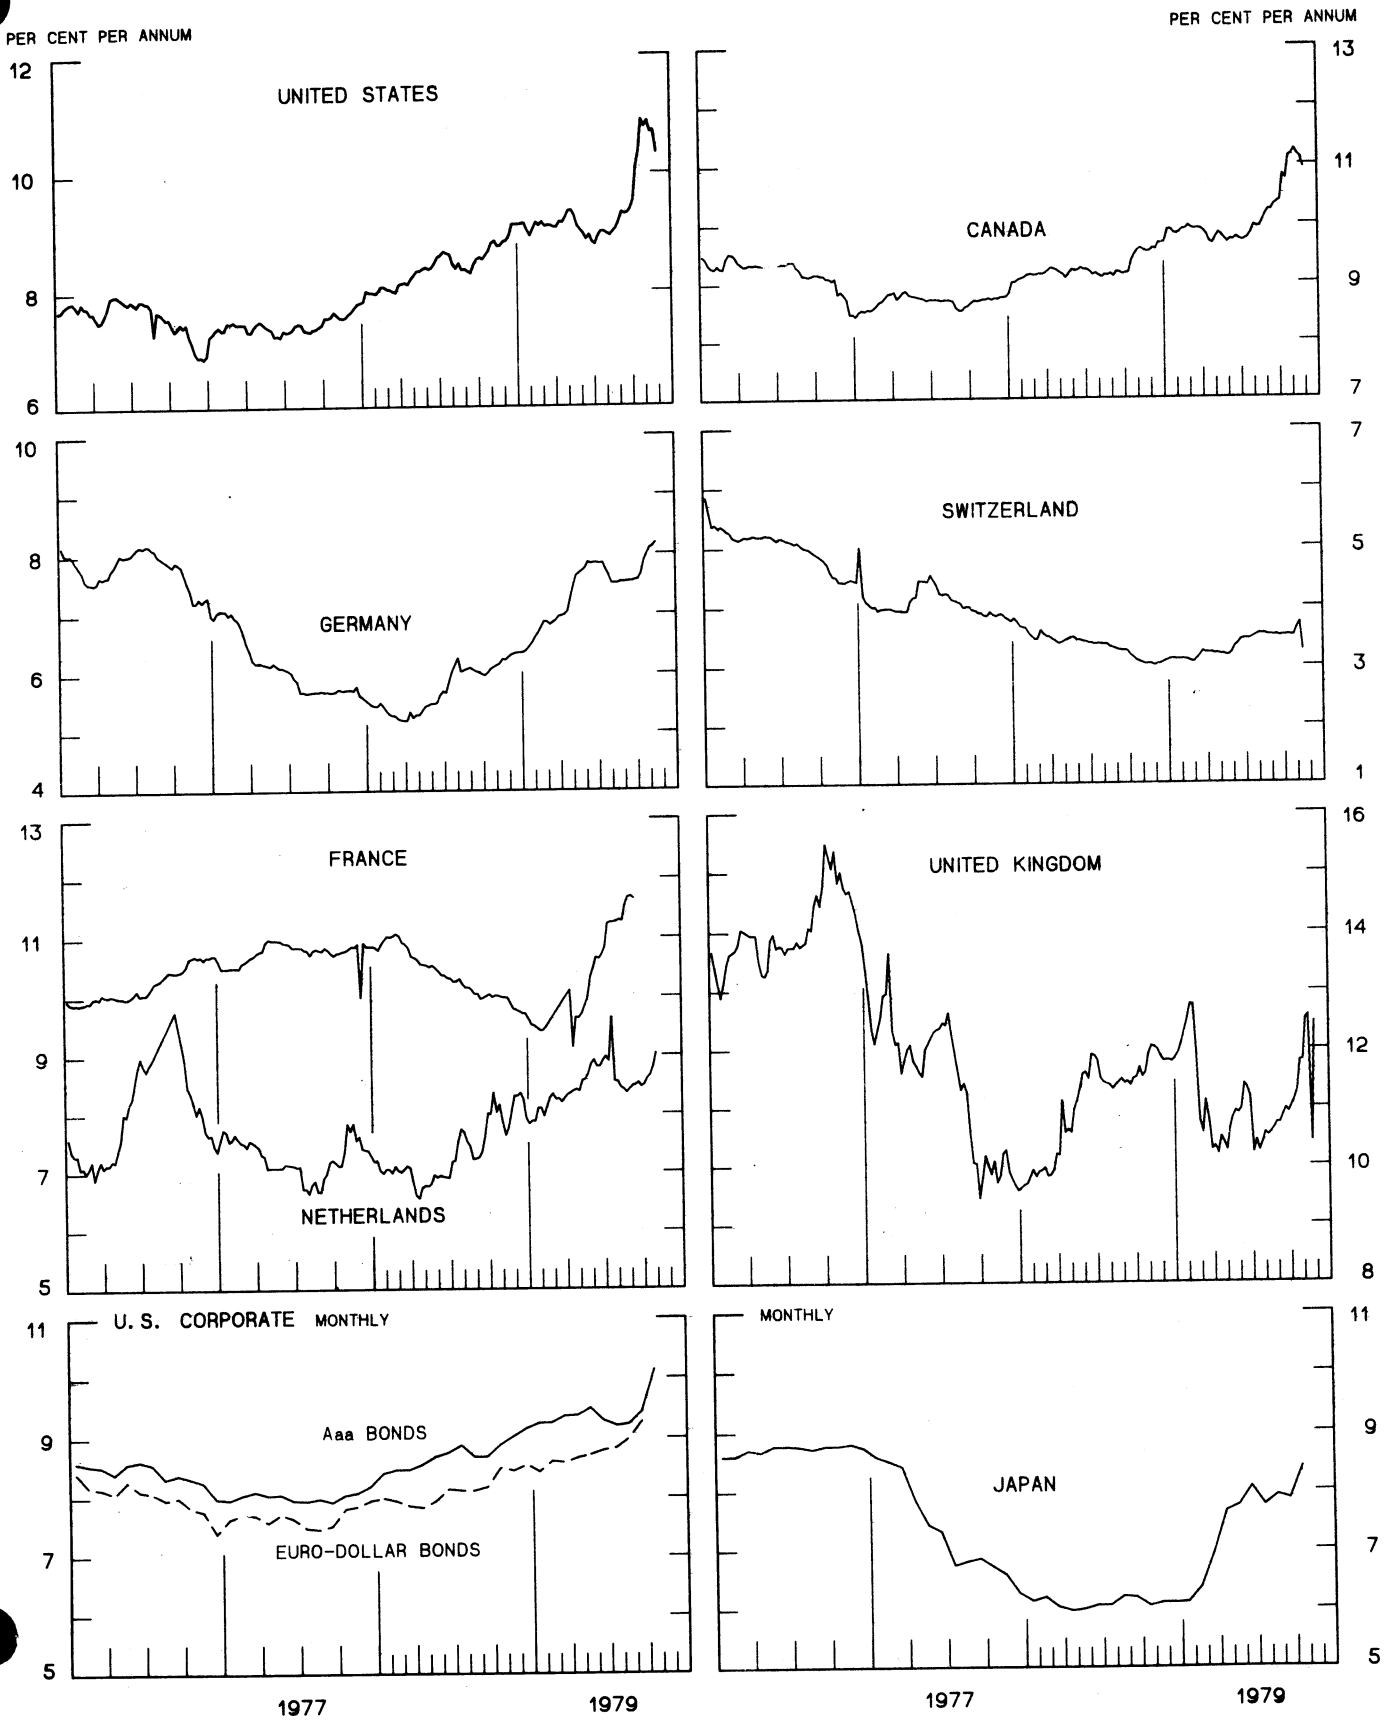 PER CENT PER ANNUM
PER CENT PER ANNUM
12
10
8
6
UNITED STATES
13
11
9
7
CANADA
10
8
6
4
GERMANY
7
5
3
1
SWITZERLAND
13
11
9
7
5
FRANCE
NETHERLANDS
16
14
12
10
8
UNITED KINGDOM
11
9
7
5
U.S. CORPORATE MONTHLY
Aaa BONDS
EURO-DOLLAR BONDS
1977
1979
MONTHLY
11
9
7
5
JAPAN
1977
1979